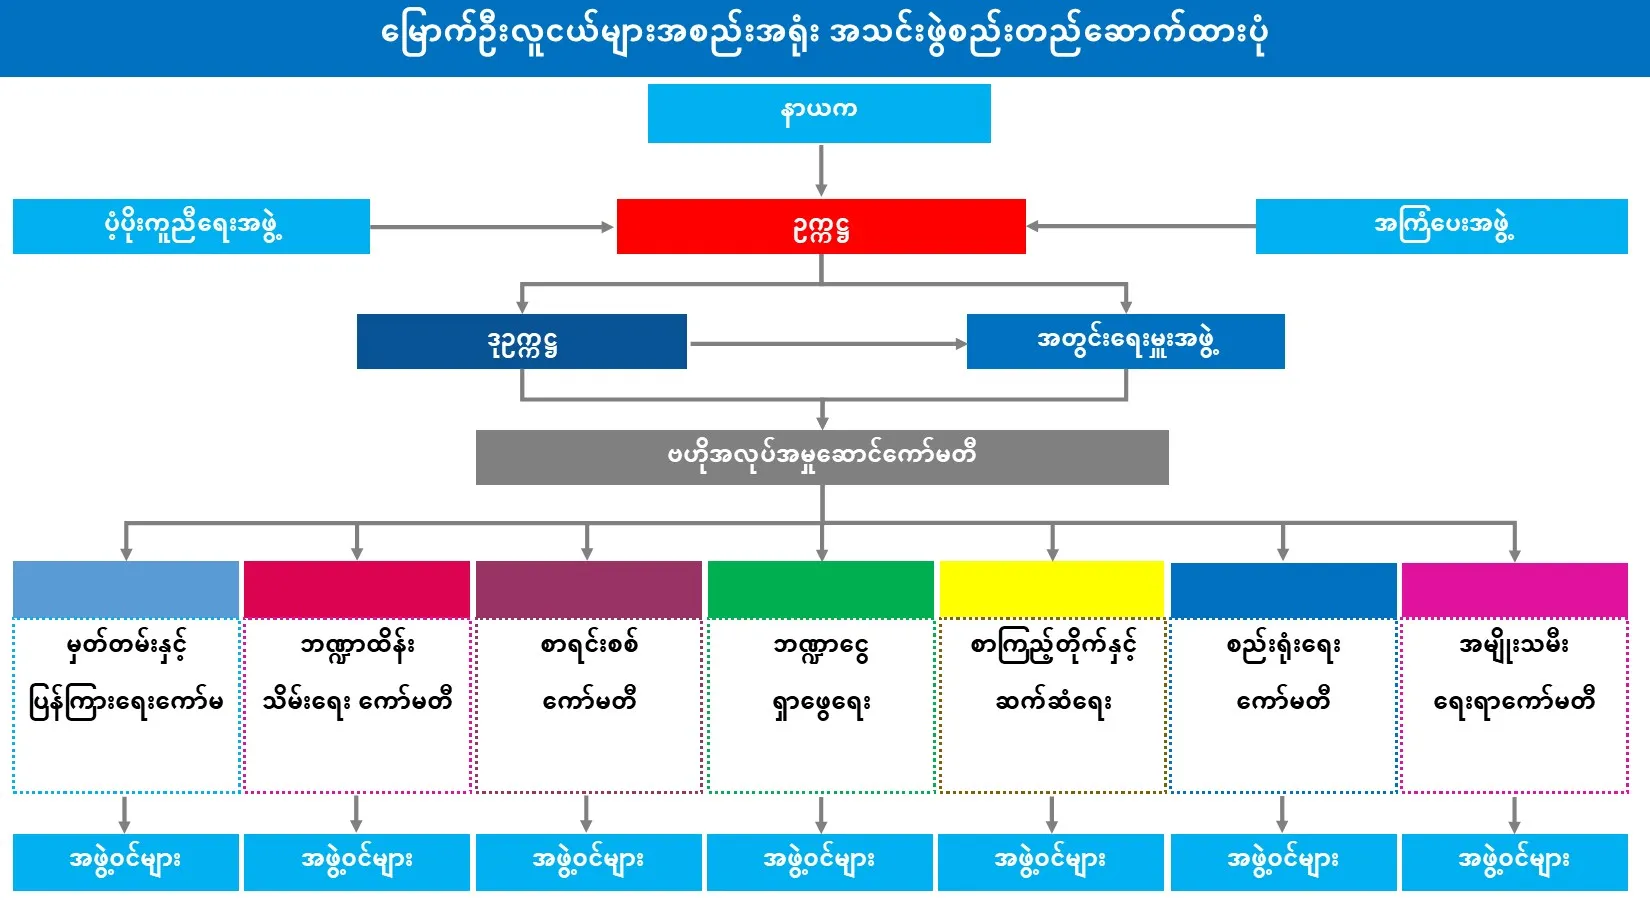 မြောက်ဦးလူငယ်များအစည်းအရုံး အသင်းဖွဲ့စည်းတည်ဆောက်ထားပုံ
နာယက
ပံ့ပိုးကူညီရေးအဖွဲ့
ဥက္ကဋ္ဌ
အကြံပေးအဖွဲ့
ဒုဥက္ကဋ္ဌ
အတွင်းရေးမှူးအဖွဲ့
ဗဟိုအလုပ်အမှုဆောင်ကော်မတီ
မှတ်တမ်းနှင့်
ပြန်ကြားရေးကော်မ
ဘဏ္ဍာထိန်း
သိမ်းရေး ကော်မတီ
စာရင်းစစ်
ကော်မတီ
ဘဏ္ဍာငွေ
ရှာဖွေရေး
စာကြည့်တိုက်နှင့်
ဆက်ဆံရေး
စည်းရုံးရေး
ကော်မတီ
အမျိုးသမီး
ရေးရာကော်မတီ
အဖွဲ့ဝင်များ
အဖွဲ့ဝင်များ
အဖွဲ့ဝင်များ
အဖွဲ့ဝင်များ
အဖွဲ့ဝင်များ
အဖွဲ့ဝင်များ
အဖွဲ့ဝင်များ